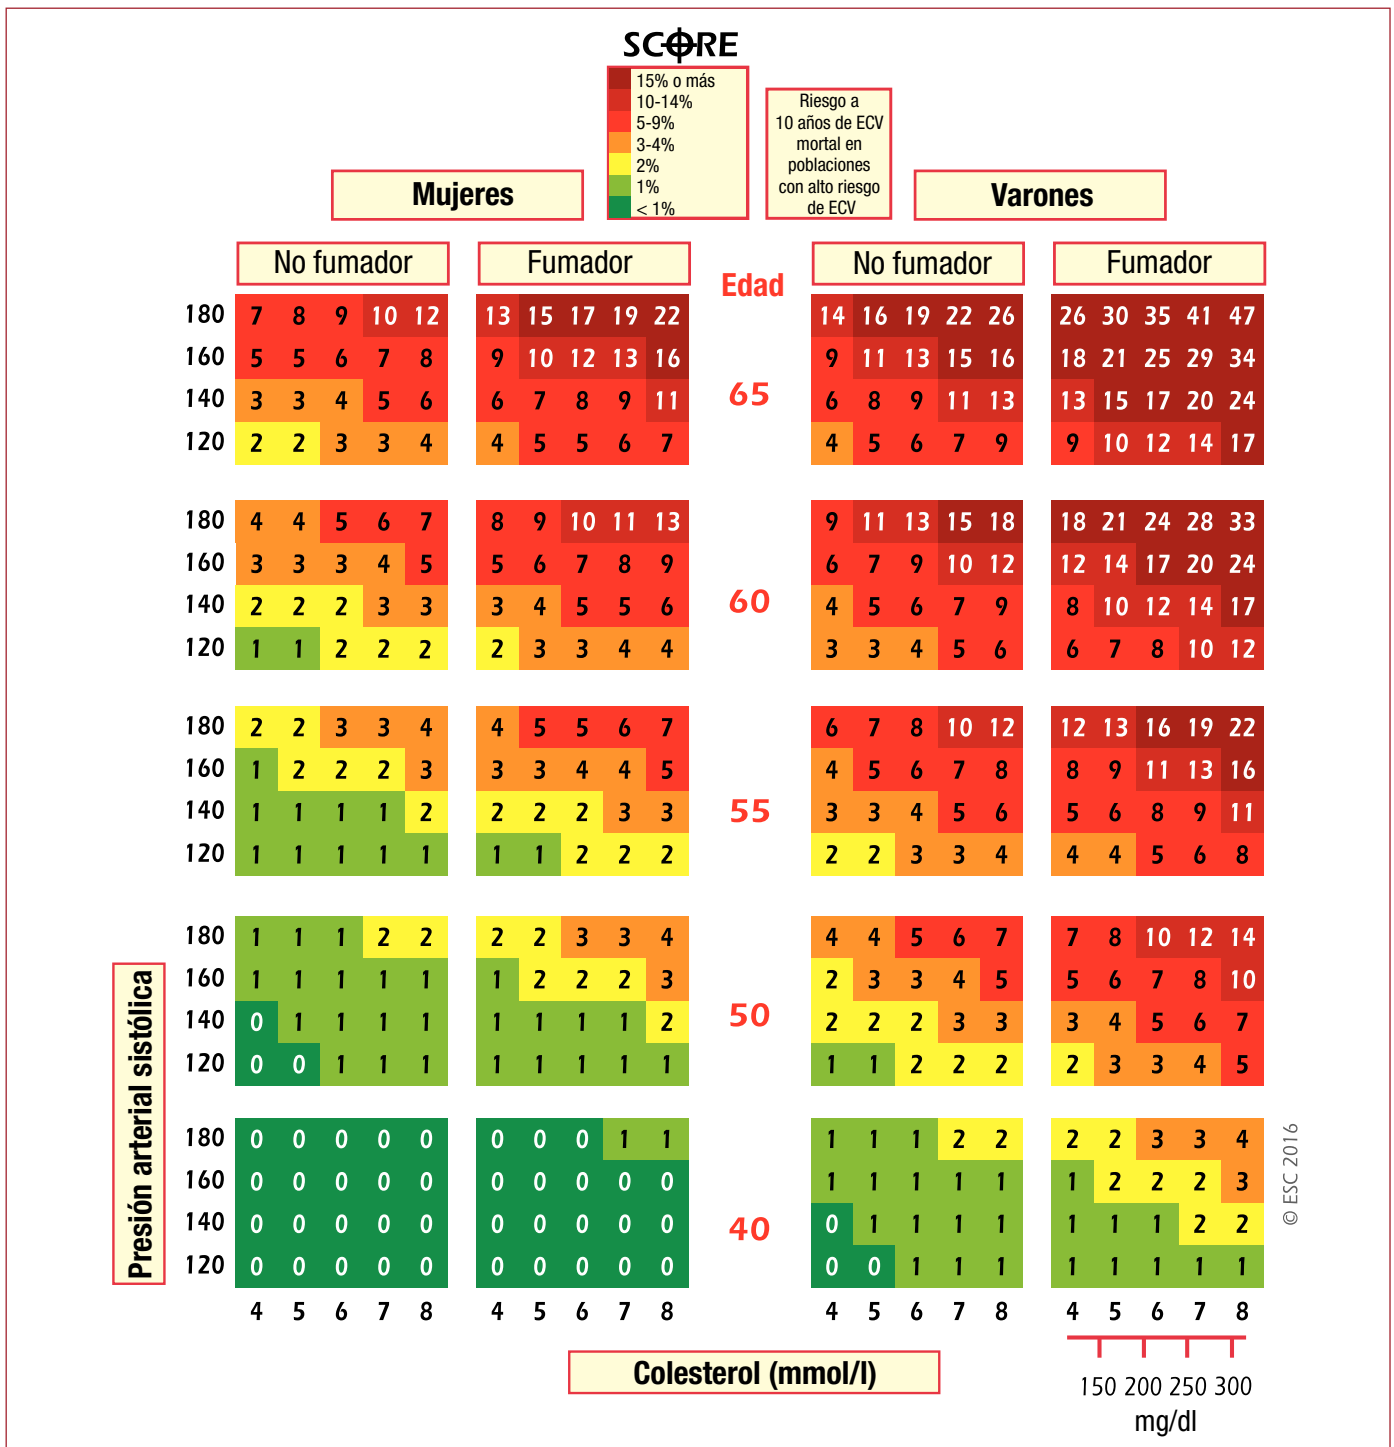 SCORE
15% o más
10-14%
5-9%
3-4%
2%
1%
< 1%
Riesgo a
10 años de ECV
mortal en
poblaciones
con alto riesgo
de ECV
Mujeres
Varones
No fumador
Fumador
Edad
No fumador
Fumador
180 7 8 9 10 12 13 15 17 19 22 14 16 19 22 26 26 30 35 41 47
160 5 5 6 7 8 9 10 12 13 16 9 11 13 15 16 18 21 25 29 34
65
140 3 3 4 5 6 6 7 8 9 11 6 8 9 11 13 13 15 17 20 24
120 2 2 3 3 4 4 5 5 6 7 4 5 6 7 9 9 10 12 14 17
180 4 4 5 6 7 8 9 10 11 13 9 11 13 15 18 18 21 24 28 33
160 3 3 3 4 5 5 6 7 8 9 6 7 9 10 12 12 14 17 20 24
60
140 2 2 2 3 3 3 4 5 5 6 4 5 6 7 9 8 10 12 14 17
120 1 1 2 2 2 2 3 3 4 4 3 3 4 5 6 6 7 8 10 12
180 2 2 3 3 4 4 5 5 6 7 6 7 8 10 12 12 13 16 19 22
160 1 2 2 2 3 3 3 4 4 5 4 5 6 7 8 8 9 11 13 16
55
140 1 1 1 1 2 2 2 2 3 3 3 3 4 5 6 5 6 8 9 11
120 1 1 1 1 1 1 1 2 2 2 2 2 3 3 4 4 4 5 6 8
180 1 1 1 2 2 2 2 3 3 4 4 4 5 6 7 7 8 10 12 14
160 1 1 1 1 1 1 2 2 2 3 2 3 3 4 5 5 6 7 8 10
50
140 0 1 1 1 1 1 1 1 1 2 2 2 2 3 3 3 4 5 6 7
120 0 0 1 1 1 1 1 1 1 1 1 1 2 2 2 2 3 3 4 5
180 0 0 0 0 0 0 0 0 1 1 1 1 1 2 2 2 2 3 3 4
160 0 0 0 0 0 0 0 0 0 0 1 1 1 1 1 1 2 2 2 3
40
140 0 0 0 0 0 0 0 0 0 0 0 1 1 1 1 1 1 1 2 2
120 0 0 0 0 0 0 0 0 0 0 0 0 1 1 1 1 1 1 1 1
4 5 6 7 8 4 5 6 7 8 4 5 6 7 8 4 5 6 7 8
Presión arterial sistólica
Colesterol (mmol/l)
150 200 250 300
mg/dl
© ESC 2016